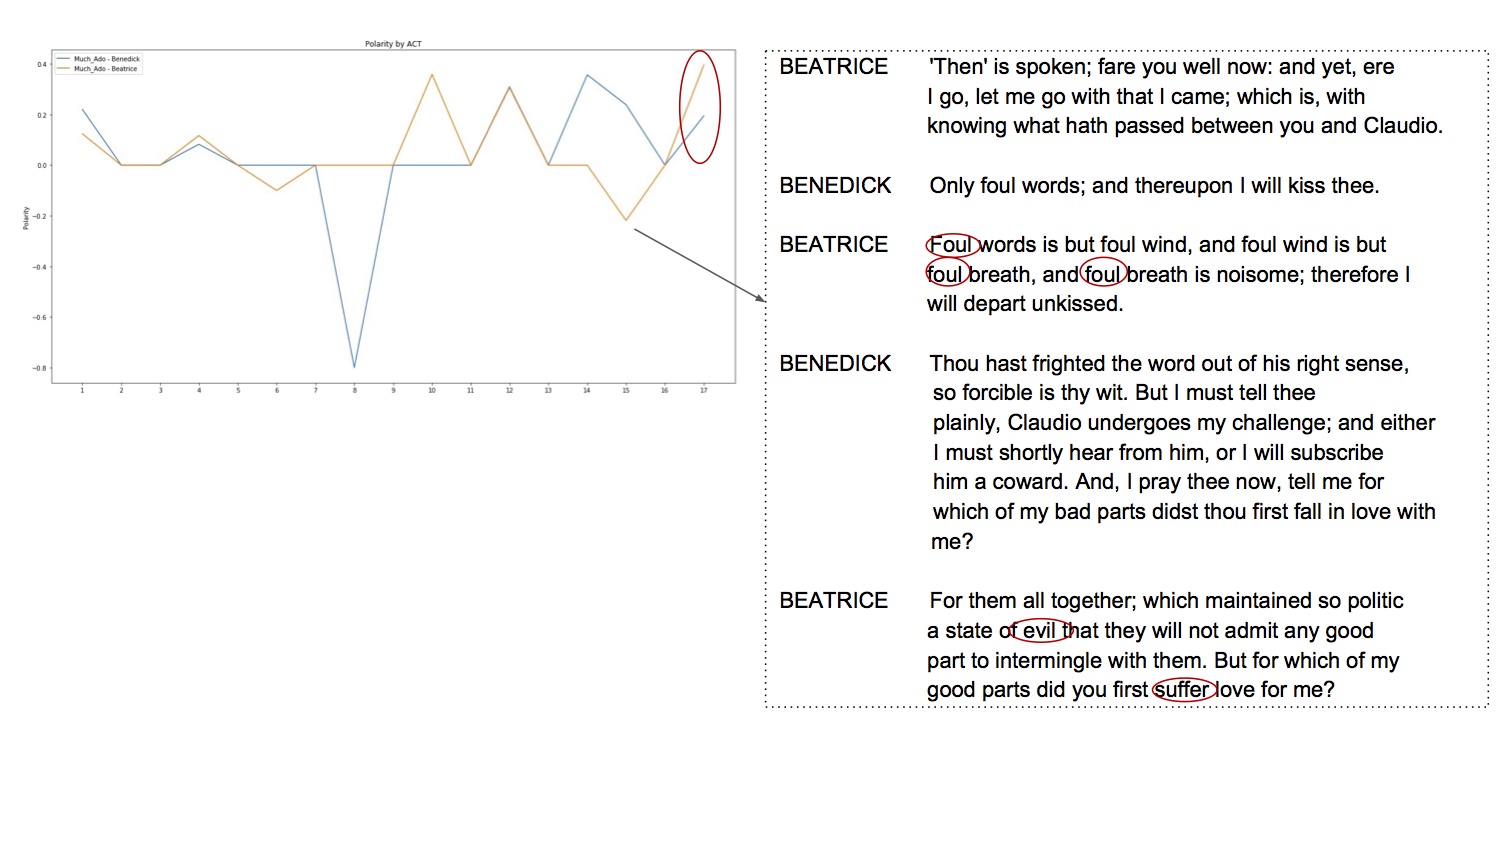 Polarity by ACT
Much_Ado - Benedick
Much_Ado - Beatrice
0.4
0.2
0.0
−0.2
−0.4
−0.6
−0.8
Polarity
1 2 3 4 5 6 7 8 9 10 11 12 13 14 15 16 17
BEATRICE 'Then' is spoken; fare you well now: and yet, ere
I go, let me go with that I came; which is, with
knowing what hath passed between you and Claudio.
BENEDICK Only foul words; and thereupon I will kiss thee.
BEATRICE Foul words is but foul wind, and foul wind is but
foul breath, and foul breath is noisome; therefore I
will depart unkissed.
BENEDICK Thou hast frighted the word out of his right sense,
so forcible is thy wit. But I must tell thee
plainly, Claudio undergoes my challenge; and either
I must shortly hear from him, or I will subscribe
him a coward. And, I pray thee now, tell me for
which of my bad parts didst thou first fall in love with
me?
BEATRICE For them all together; which maintained so politic
a state of evil that they will not admit any good
part to intermingle with them. But for which of my
good parts did you first suffer love for me?